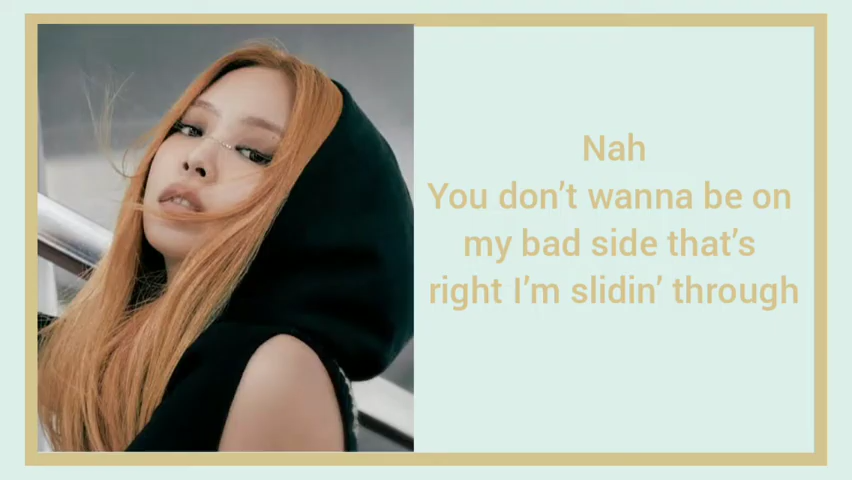 Nah
You don't wanna be on
my bad side that's
right I'm slidin' through